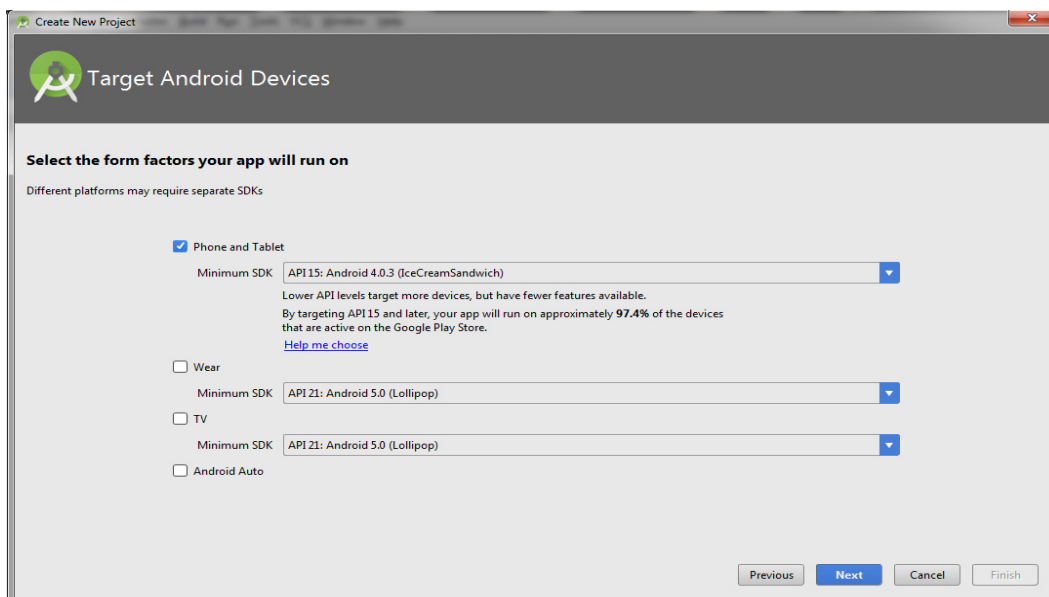 Create New Project
Target Android Devices
Select the form factors your app will run on
Different platforms may require separate SDKs
Phone and Tablet
Minimum SDK API 15: Android 4.0.3 (IceCreamSandwich)
Lower API levels target more devices, but have fewer features available.
By targeting API 15 and later, your app will run on approximately 97.4% of the devices
that are active on the Google Play Store.
Help me choose
Wear
Minimum SDK API 21: Android 5.0 (Lollipop)
TV
Minimum SDK API 21: Android 5.0 (Lollipop)
Android Auto
Previous Next Cancel Finish